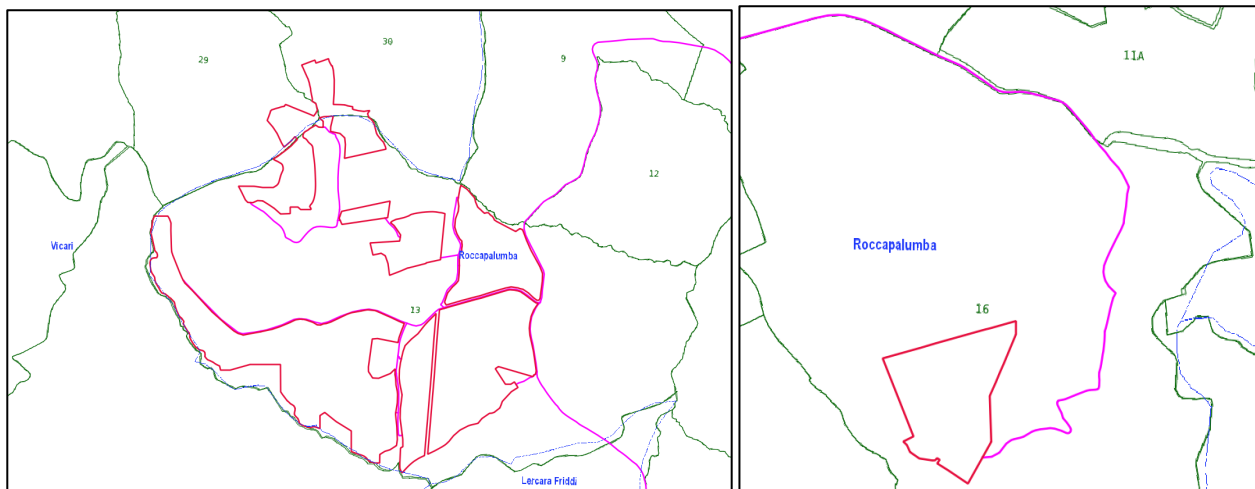 29
30
9
12
Vicari
Roccapalumba
13
Lercara Friddi
11A
Roccapalumba
16